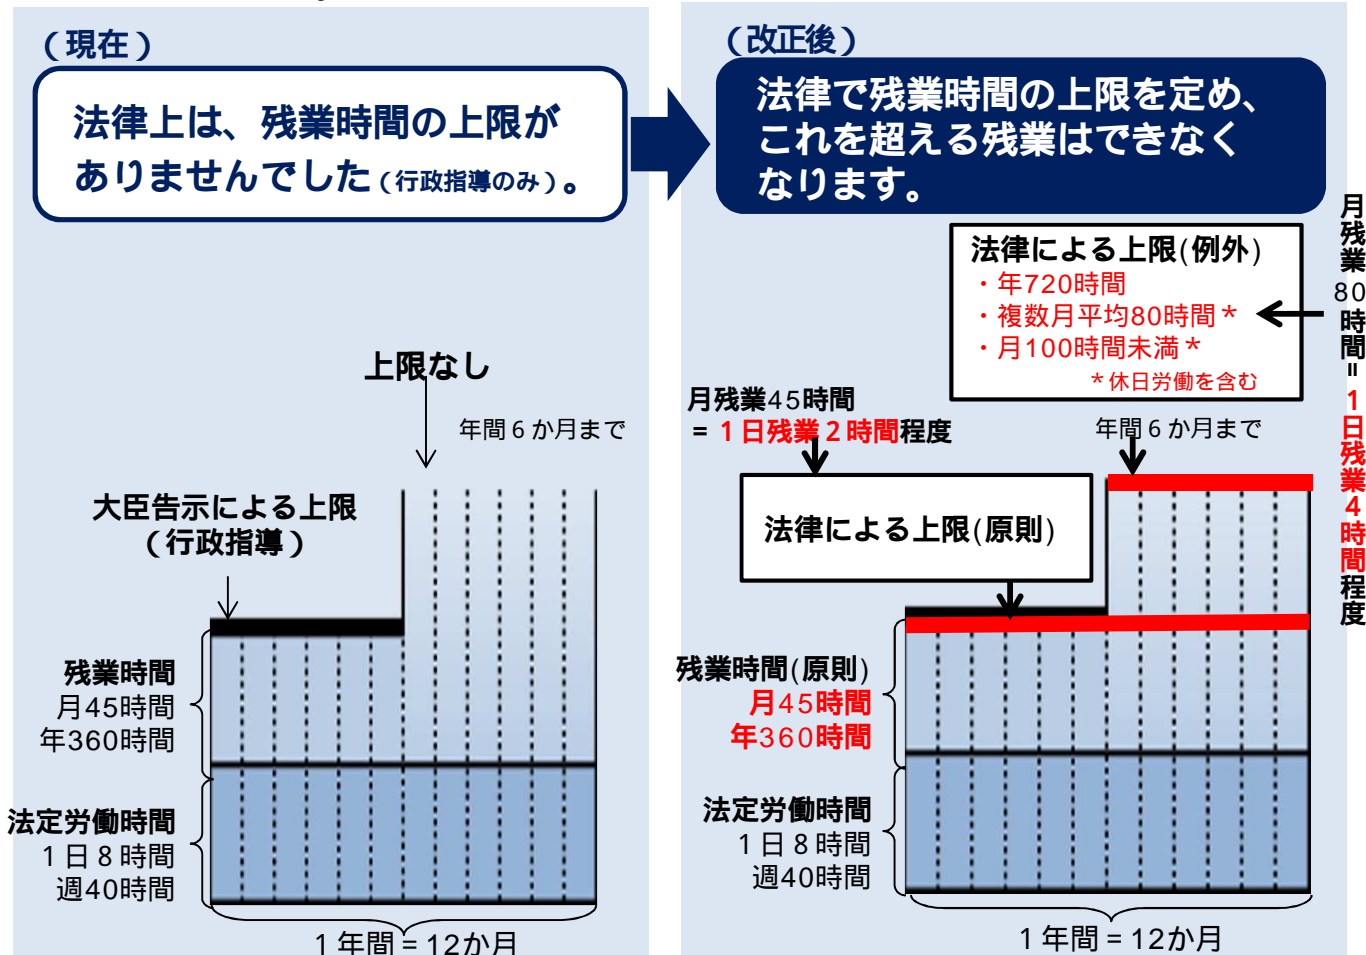 （現在）
法律上は、残業時間の上限が
ありませんでした（行政指導のみ）。
上限なし
年間６か月まで
大臣告示による上限
（行政指導）
残業時間
月45時間
年360時間
法定労働時間
１日８時間
週40時間
１年間＝12か月
（改正後）
法律で残業時間の上限を定め、
これを超える残業はできなく
なります。
法律による上限(例外)
・年720時間
・複数月平均80時間＊
・月100時間未満＊
＊休日労働を含む
月残業80時間＝１日残業４時間程度
月残業45時間
＝１日残業２時間程度
年間６か月まで
法律による上限(原則)
残業時間(原則)
月45時間
年360時間
法定労働時間
１日８時間
週40時間
１年間＝12か月